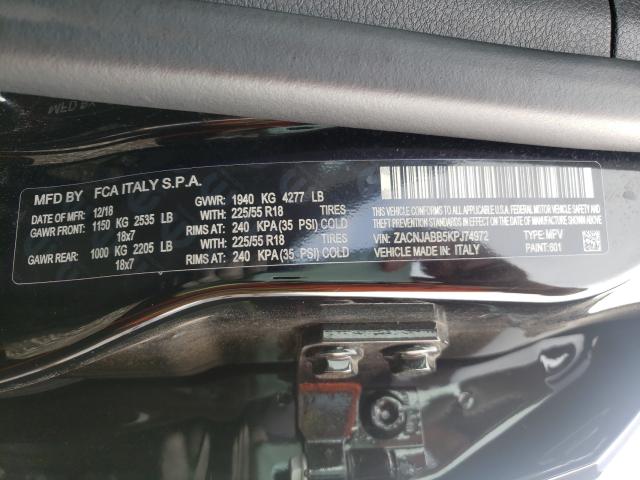 MFD BY FCA ITALY S.P.A.
DATE OF MFR: 12/18 GVWR: 1940 KG 4277 LB
GAWR FRONT: 1150 KG 2535 LB WITH: 225/55 R18 TIRES
18x7 RIMS AT: 240 KPA (35 PSI) COLD
GAWR REAR: 1000 KG 2205 LB WITH: 225/55 R18 TIRES
18x7 RIMS AT: 240 KPA (35 PSI) COLD
THIS VEHICLE CONFORMS TO ALL APPLICABLE
FEDERAL MOTOR VEHICLE SAFETY, BUMPER AND
THEFT PREVENTION STANDARDS IN EFFECT ON
THE DATE OF MANUFACTURE SHOWN ABOVE.
VIN: ZACNJABB5KPJ74972 TYPE: MPV
VEHICLE MADE IN: ITALY PAINT: 601